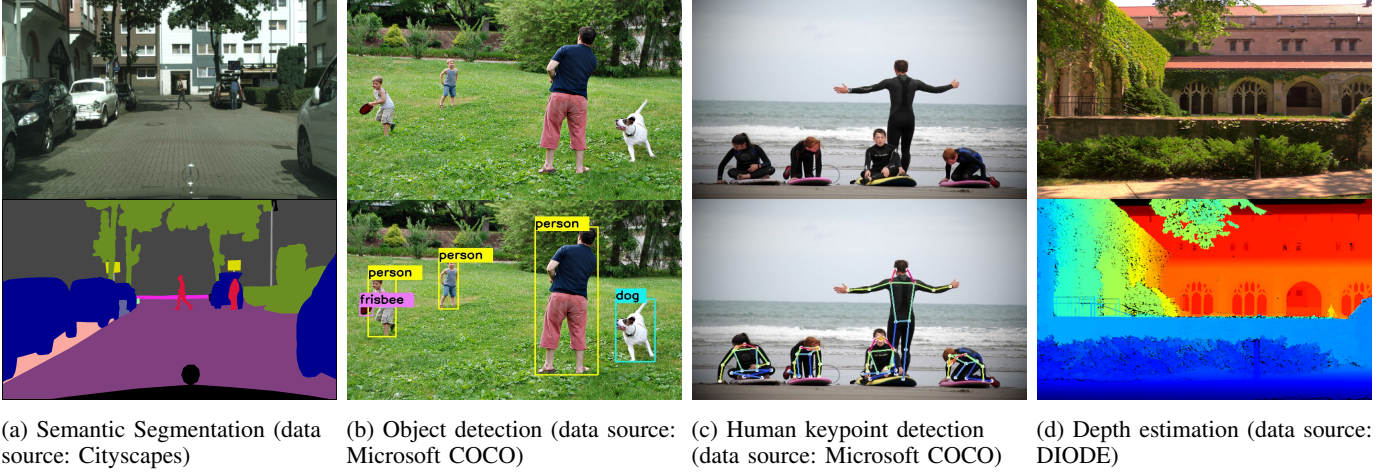 person
person
person
frisbee
dog
(a) Semantic Segmentation (data
source: Cityscapes)
(b) Object detection (data source:
Microsoft COCO)
(c) Human keypoint detection
(data source: Microsoft COCO)
(d) Depth estimation (data source:
DIODE)